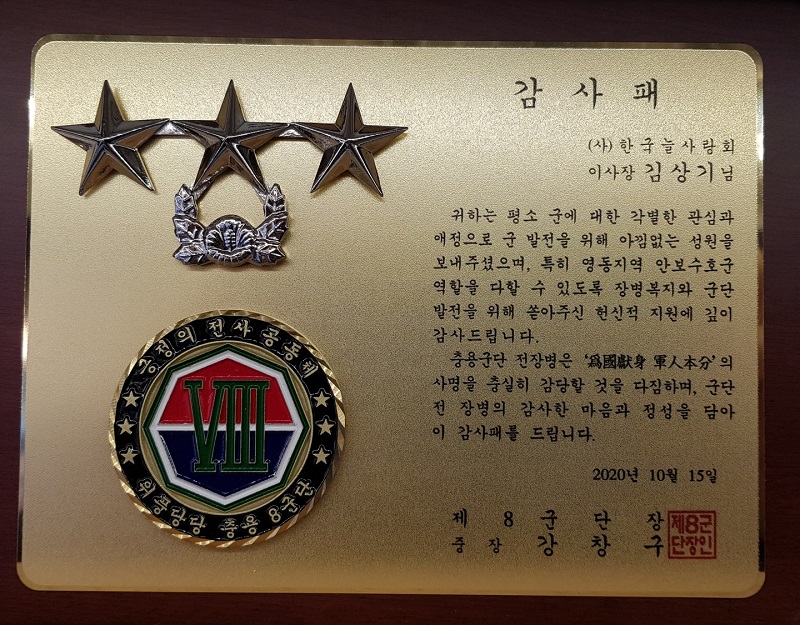 감 사 패
(사)한국늘사랑회
이사장 김상기님
귀하는 평소 군에 대한 각별한 관심과
애정으로 군 발전을 위해 아낌없는 성원을
보내주셨으며, 특히 영동지역 안보수호군
역할을 다할 수 있도록 장병복지와 군단
발전을 위해 쏟아주신 헌신적 지원에 깊이
감사드립니다.
충용군단 전장병은 '爲國獻身 軍人本分'의
사명을 충실히 감당할 것을 다짐하며, 군단
전 장병의 감사한 마음과 정성을 담아
이 감사패를 드립니다.
2020년 10월 15일
제 8 군 단 장
중 장 강 창 구
제8군
단장인
긍정의 전사 공동체
VIII
위풍당당 충용 8군단